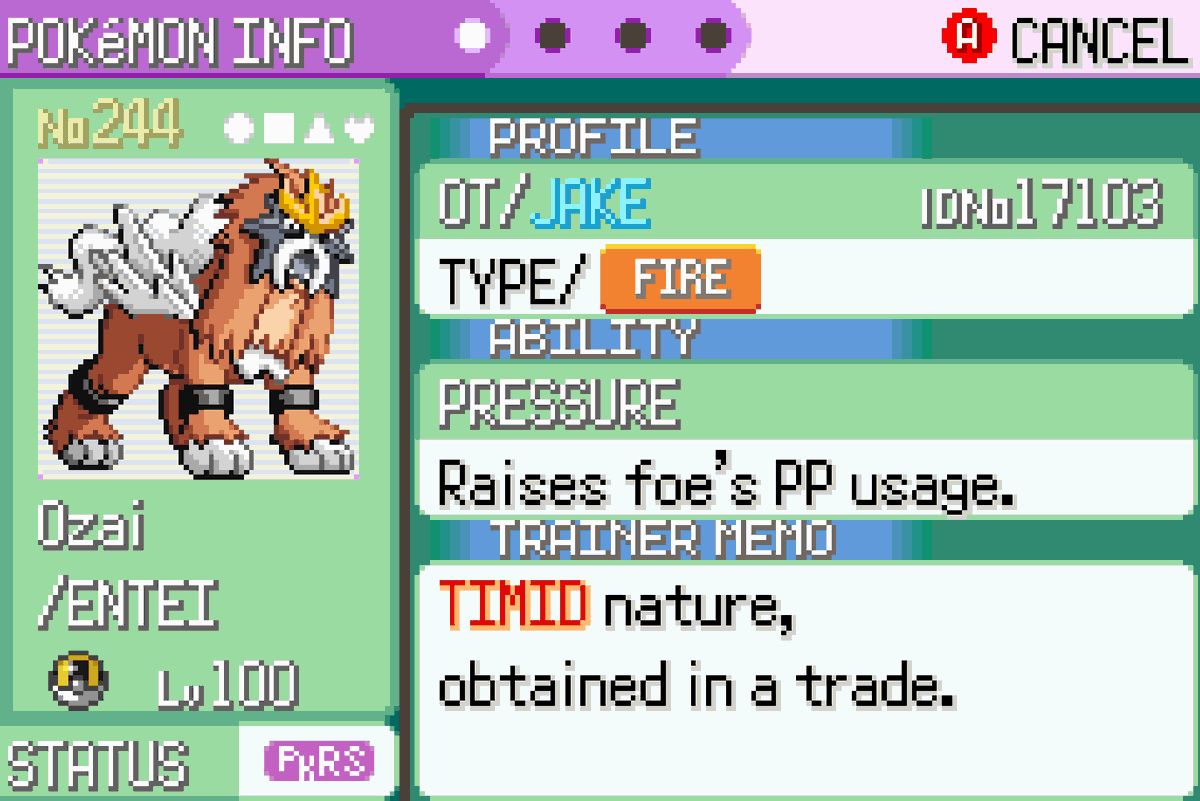 POKéMON INFO
A CANCEL
No244
PROFILE
OT/JAKE IDNo17103
TYPE/ FIRE
ABILITY
PRESSURE
Raises foe's PP usage.
TRAINER MEMO
TIMID nature,
obtained in a trade.
Ozai
/ENTEI
Lv100
STATUS PKRS